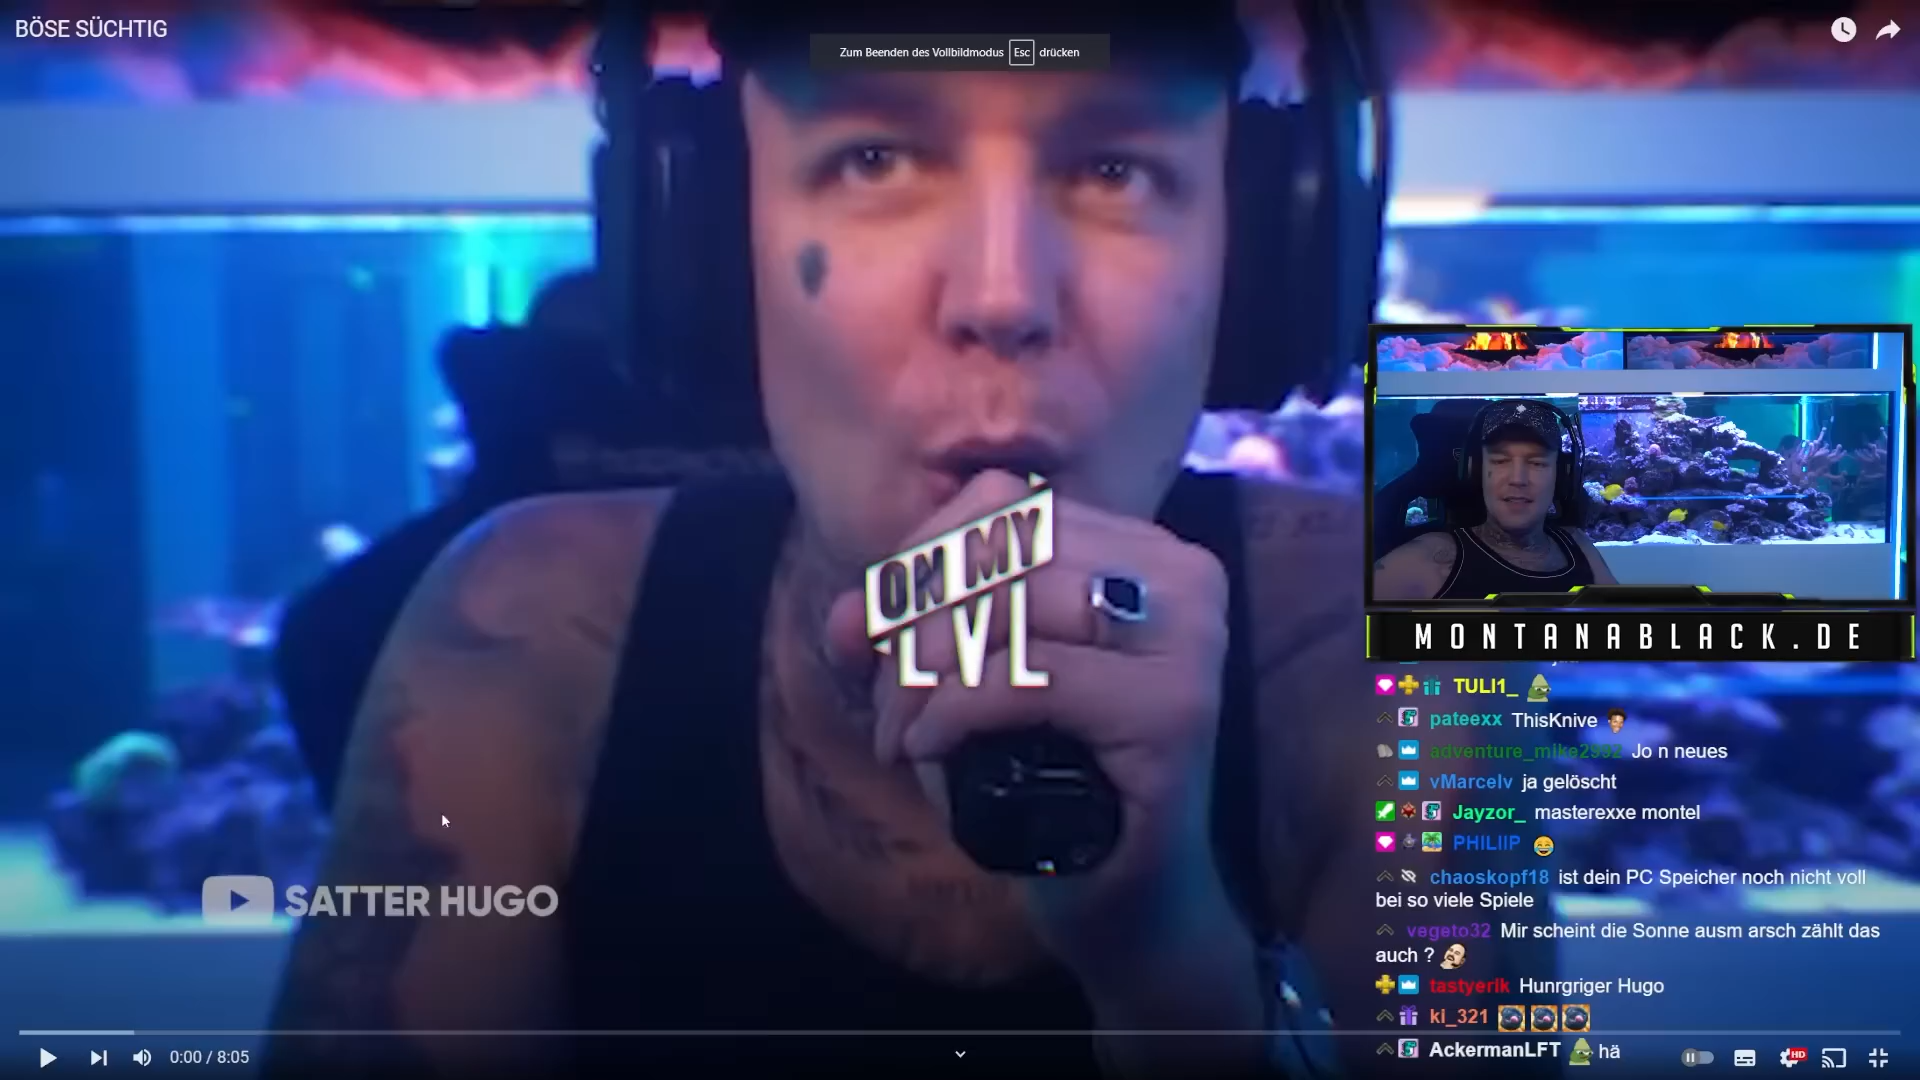 BÖSE SÜCHTIG
Zum Beenden des Vollbildmodus Esc drücken
ON MY
LVL
MONTANABLACK.DE
TULI1_
pateexx ThisKnive
adventure_mike2992 Jo n neues
vMarcelv ja gelöscht
Jayzor_ masterexxe montel
PHILIIP
chaoskopf18 ist dein PC Speicher noch nicht voll
bei so viele Spiele
vegeto32 Mir scheint die Sonne ausm arsch zählt das
auch ?
tastyerlk Hunrgriger Hugo
ki_321
AckermanLFT hä
SATTER HUGO
0:00 / 8:05
HD